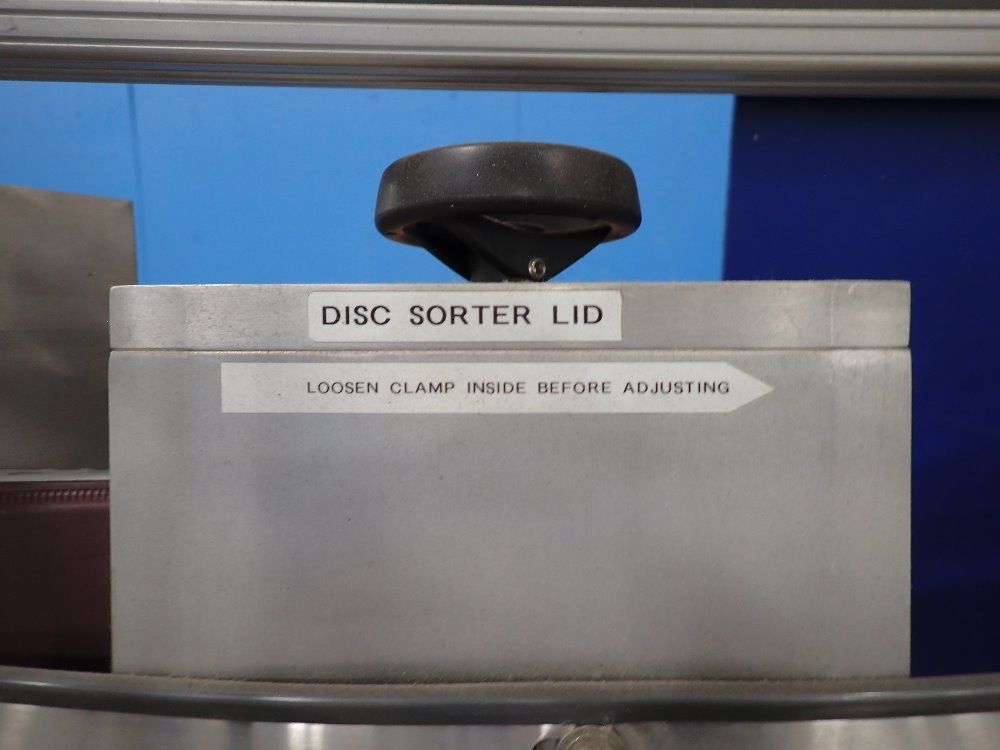 DISC SORTER LID
LOOSEN CLAMP INSIDE BEFORE ADJUSTING